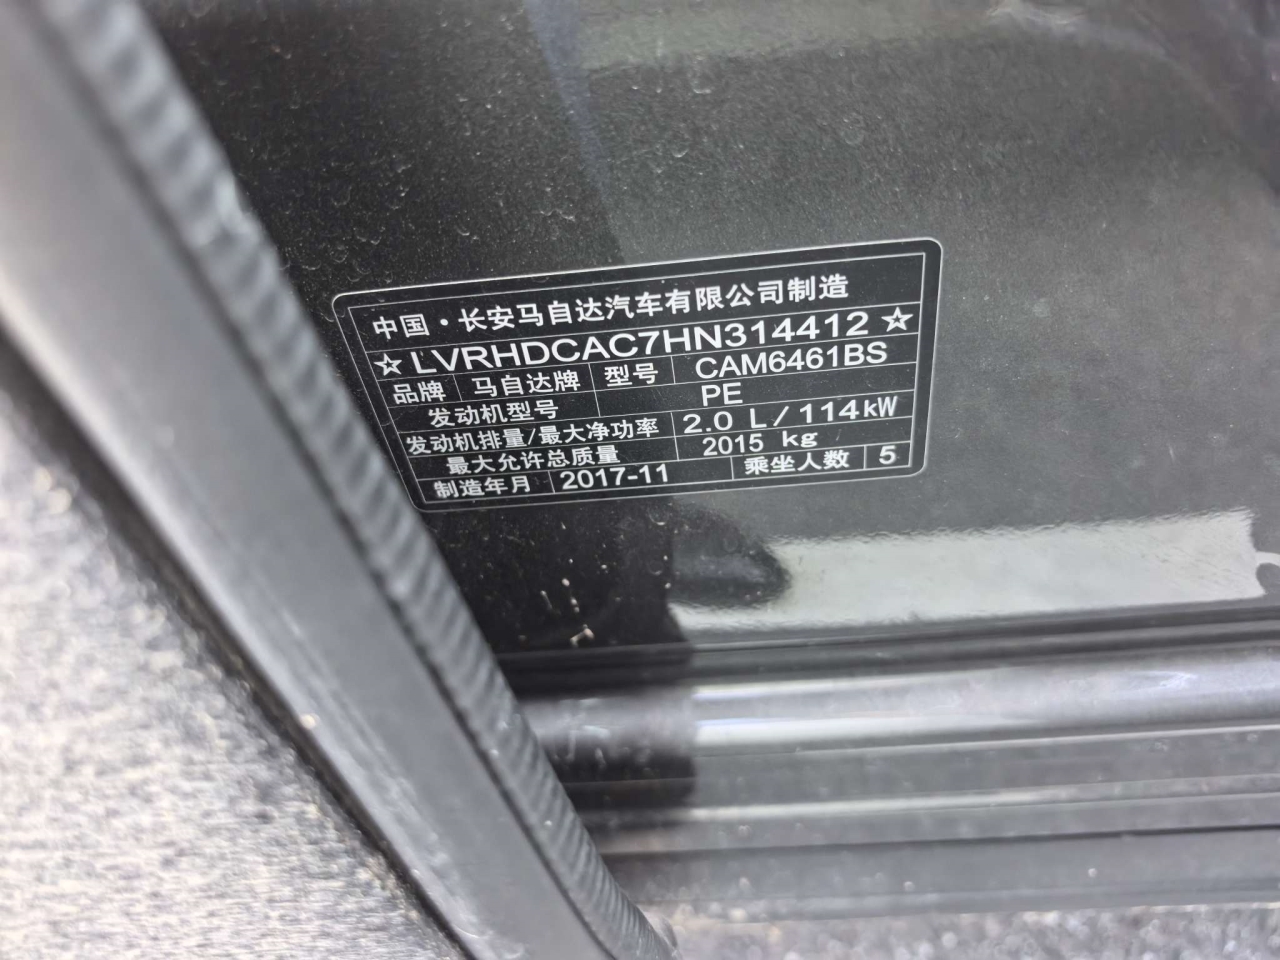 中国·长安马自达汽车有限公司制造
☆LVRHDCAC7HN314412☆
品牌 马自达牌 型号 CAM6461BS
发动机型号 PE
发动机排量/最大净功率 2.0 L/114kW
最大允许总质量 2015 kg
制造年月 2017-11 乘坐人数 5